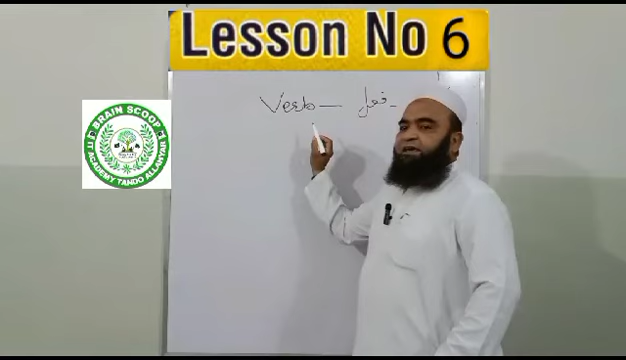 Lesson No 6
Verb — فعل -
BRAIN SCOOP
IT ACADEMY TANDO ALLAHYAR